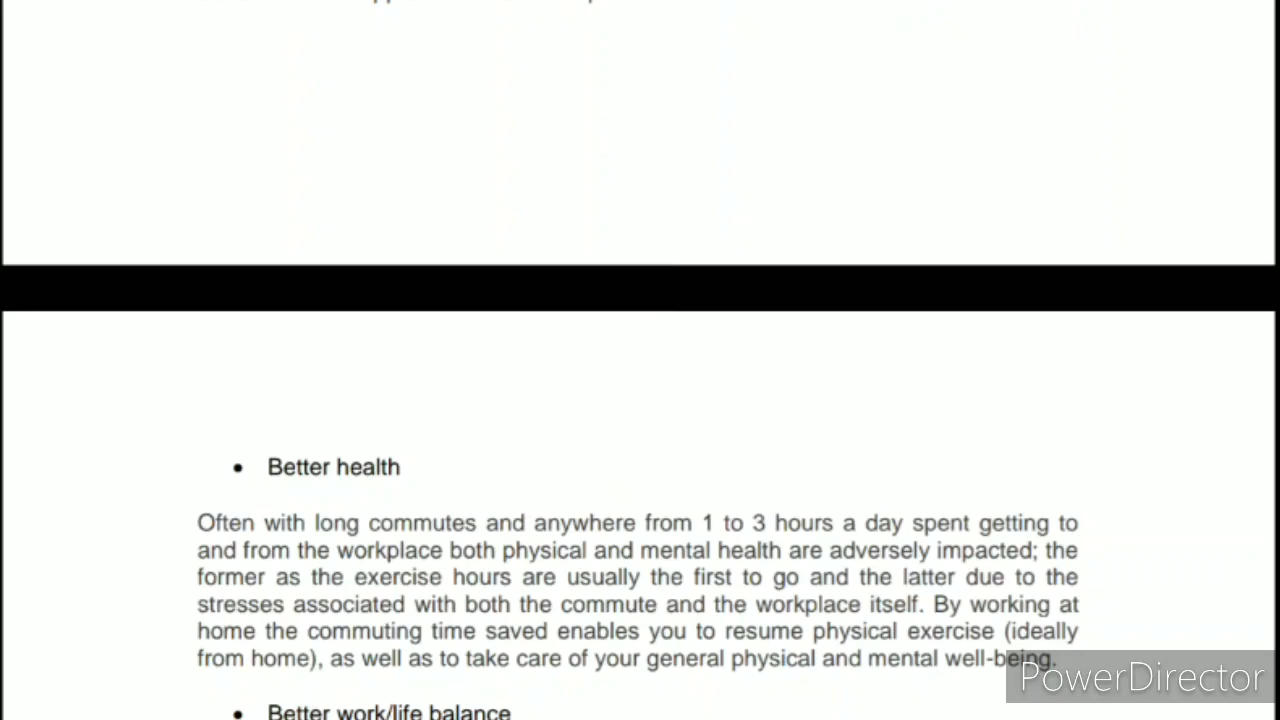 • Better health
Often with long commutes and anywhere from 1 to 3 hours a day spent getting to
and from the workplace both physical and mental health are adversely impacted; the
former as the exercise hours are usually the first to go and the latter due to the
stresses associated with both the commute and the workplace itself. By working at
home the commuting time saved enables you to resume physical exercise (ideally
from home), as well as to take care of your general physical and mental well-being.
PowerDirector
• Better work/life balance